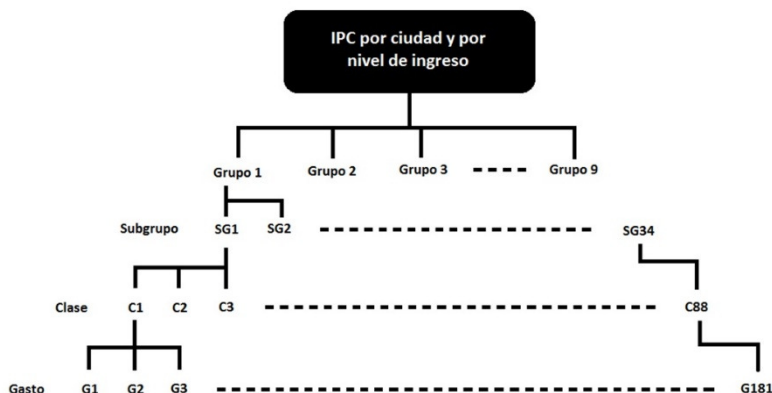 IPC por ciudad y por
nivel de ingreso
Grupo 1 Grupo 2 Grupo 3 Grupo 9
Subgrupo SG1 SG2 SG34
Clase C1 C2 C3 C88
Gasto G1 G2 G3 G181